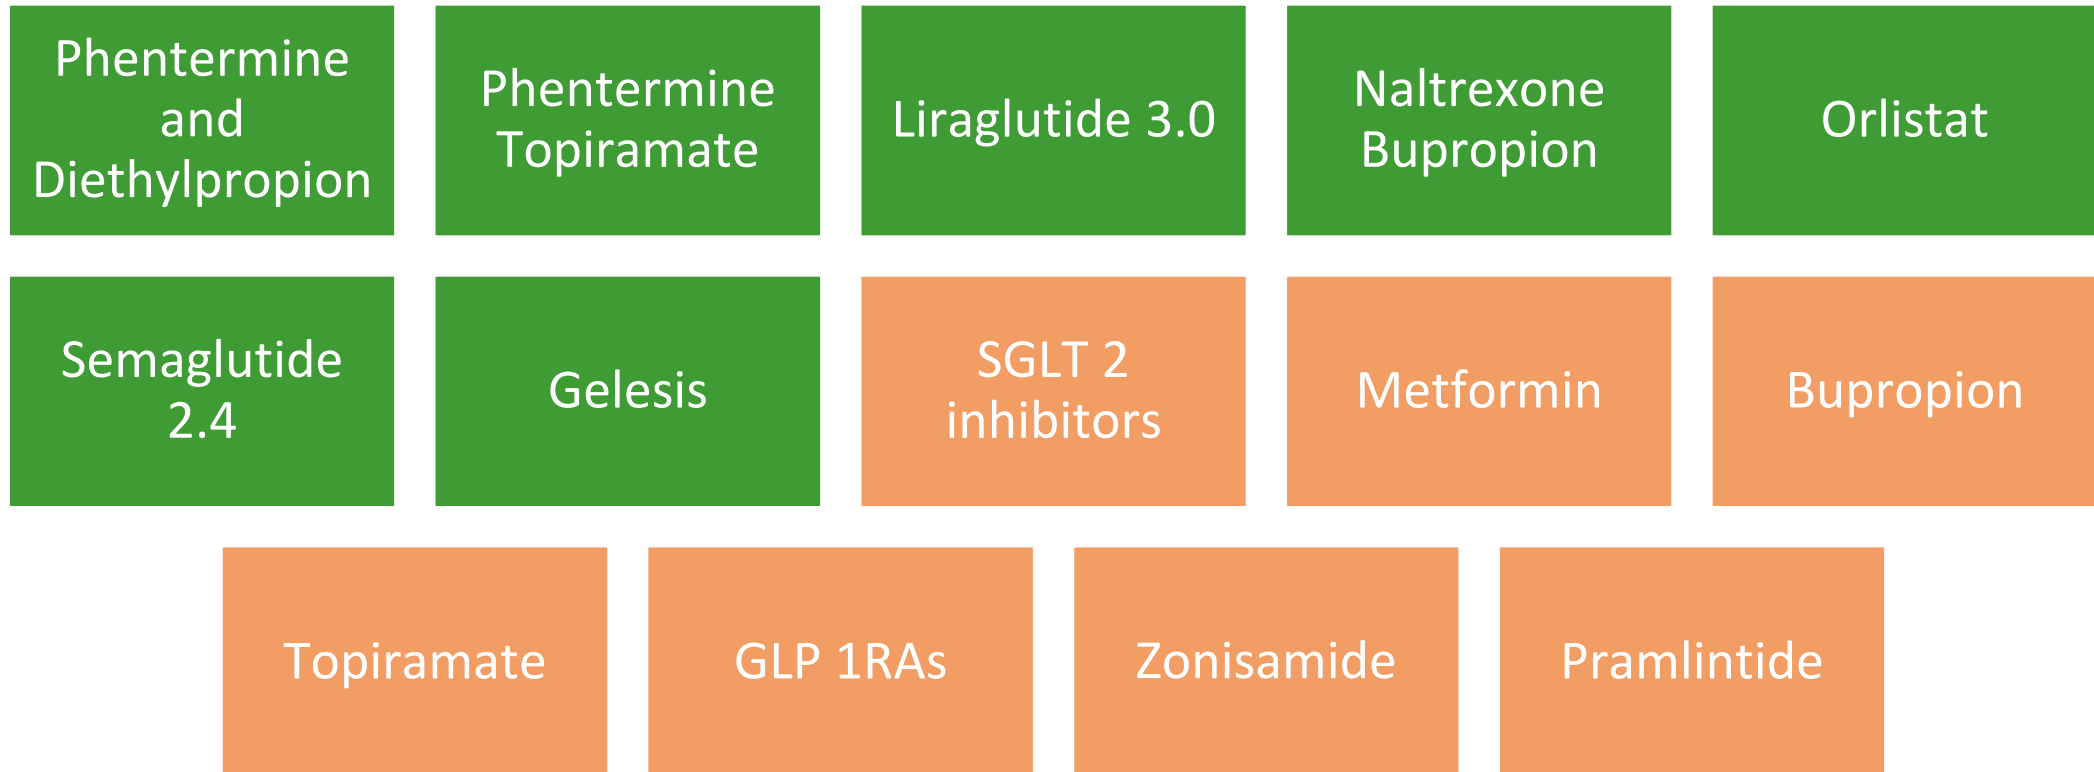 Phentermine
and
Diethylpropion
Phentermine
Topiramate
Liraglutide 3.0
Naltrexone
Bupropion
Orlistat
Semaglutide
2.4
Gelesis
SGLT 2
inhibitors
Metformin
Bupropion
Topiramate
GLP 1RAs
Zonisamide
Pramlintide